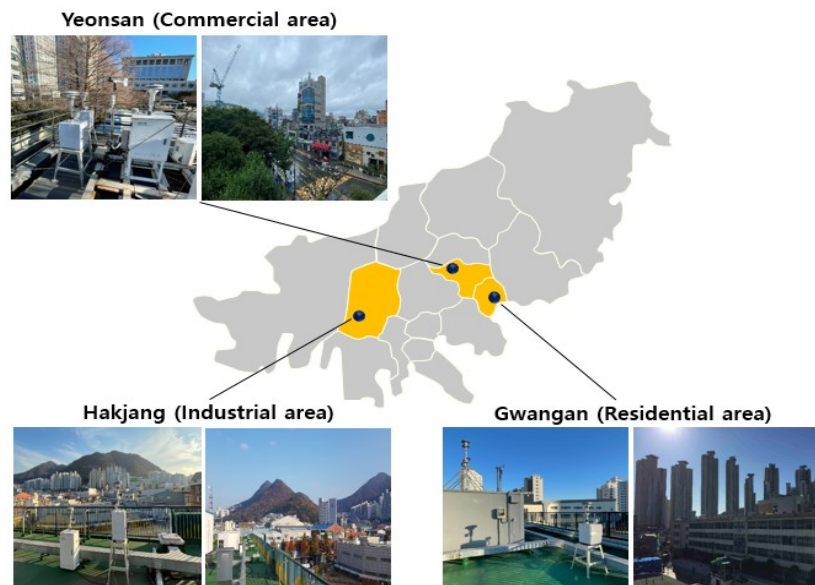 Yeonsan (Commercial area)
Hakjang (Industrial area)
Gwangan (Residential area)